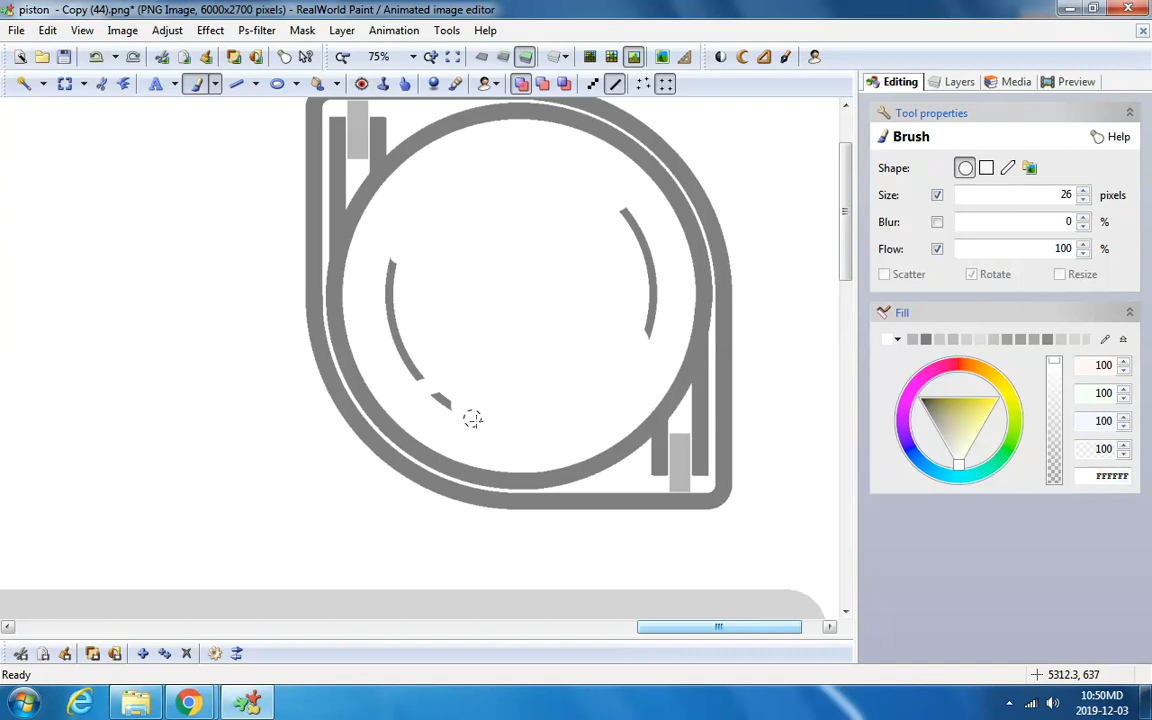 piston - Copy (44).png* (PNG Image, 6000x2700 pixels) - RealWorld Paint / Animated image editor
File Edit View Image Adjust Effect Ps-filter Mask Layer Animation Tools Help
75%
Editing Layers Media Preview
Tool properties
Brush Help
Shape:
Size: 26 pixels
Blur: 0 %
Flow: 100 %
Scatter Rotate Resize
Fill
100
100
100
100
FFFFFF
Ready
5312.3, 637
10:50MD
2019-12-03